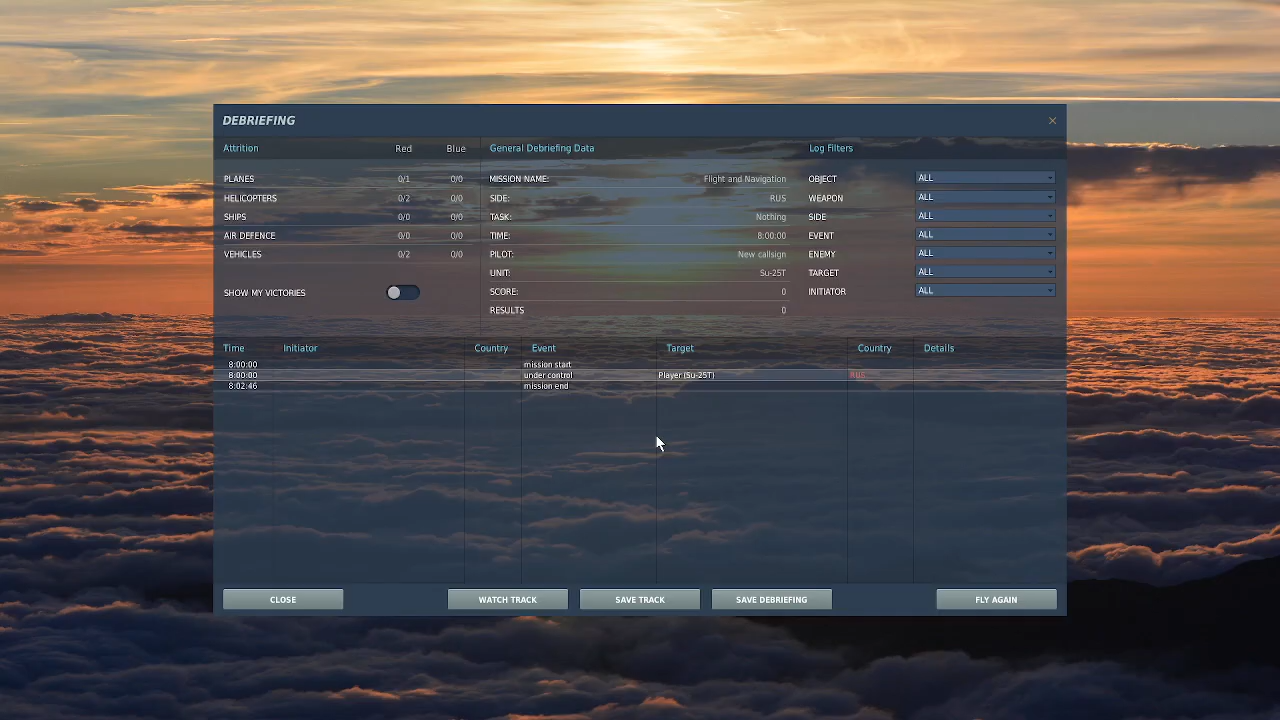 DEBRIEFING
Attrition Red Blue General Debriefing Data Log Filters
PLANES 0/1 0/0 MISSION NAME: Flight and Navigation OBJECT ALL
HELICOPTERS 0/2 0/0 SIDE: RUS WEAPON ALL
SHIPS 0/0 0/0 TASK: Nothing SIDE ALL
AIR DEFENCE 0/0 0/0 TIME: 8:00:00 EVENT ALL
VEHICLES 0/2 0/0 PILOT: New callsign ENEMY ALL
UNIT: Su-25T TARGET ALL
SHOW MY VICTORIES SCORE: 0 INITIATOR ALL
RESULTS 0
Time Initiator Country Event Target Country Details
8:00:00 mission start
8:00:00 under control Player (Su-25T) RUS
8:02:46 mission end
CLOSE WATCH TRACK SAVE TRACK SAVE DEBRIEFING FLY AGAIN